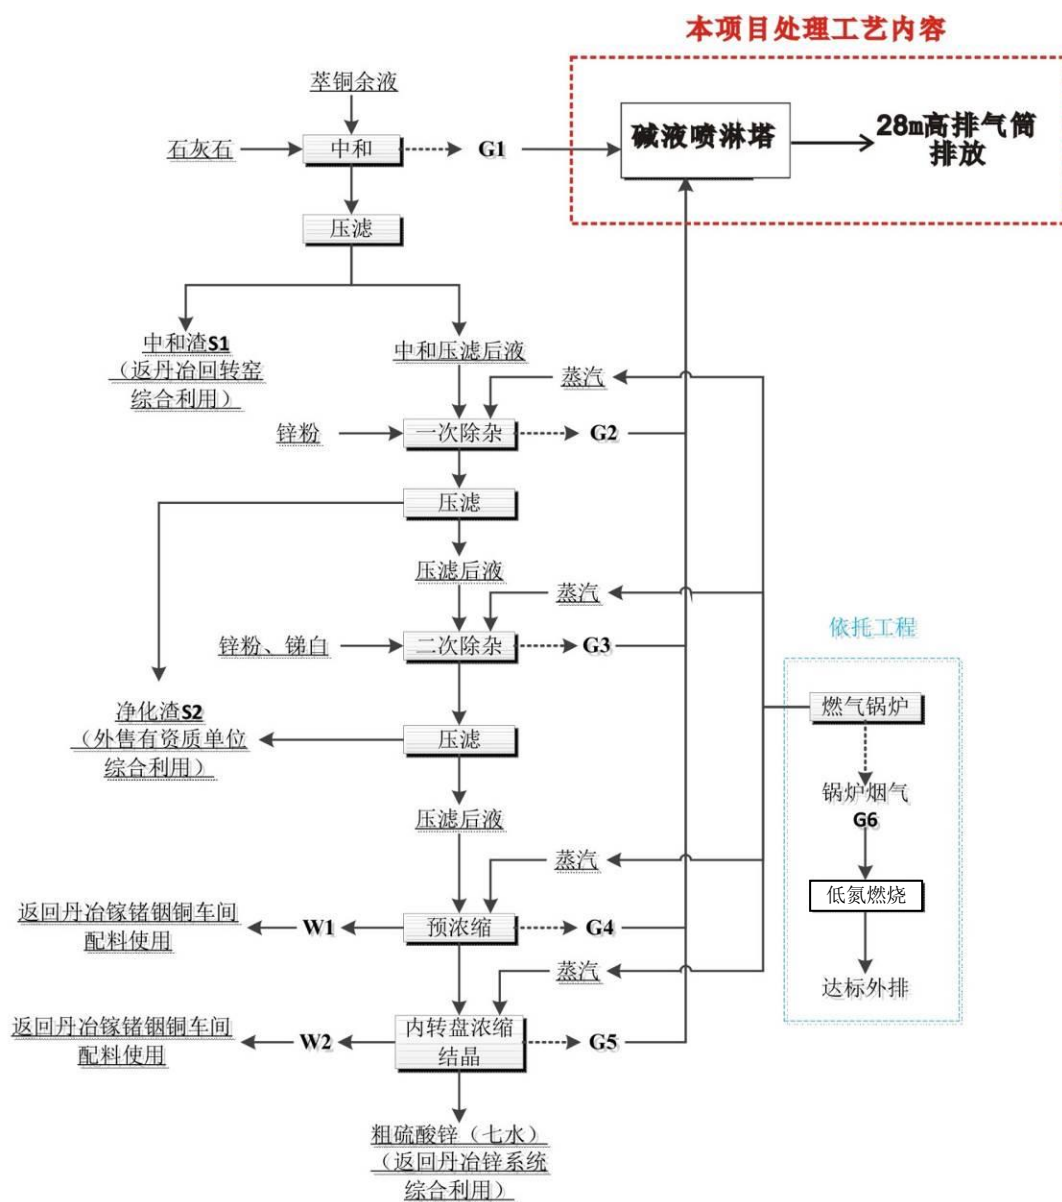 本项目处理工艺内容
萃铜余液
石灰石
中和
G1
碱液喷淋塔
28m高排气筒
排放
压滤
中和渣S1
（返丹冶回转窑
综合利用）
中和压滤后液
蒸汽
锌粉
一次除杂
G2
压滤
压滤后液
蒸汽
锌粉、锑白
二次除杂
G3
依托工程
燃气锅炉
净化渣S2
（外售有资质单位
综合利用）
压滤
锅炉烟气
G6
压滤后液
蒸汽
低氮燃烧
返回丹冶镓锗铟铜车间
配料使用
W1
预浓缩
G4
蒸汽
达标外排
返回丹冶镓锗铟铜车间
配料使用
W2
内转盘浓缩
结晶
G5
粗硫酸锌（七水）
（返回丹冶锌系统
综合利用）